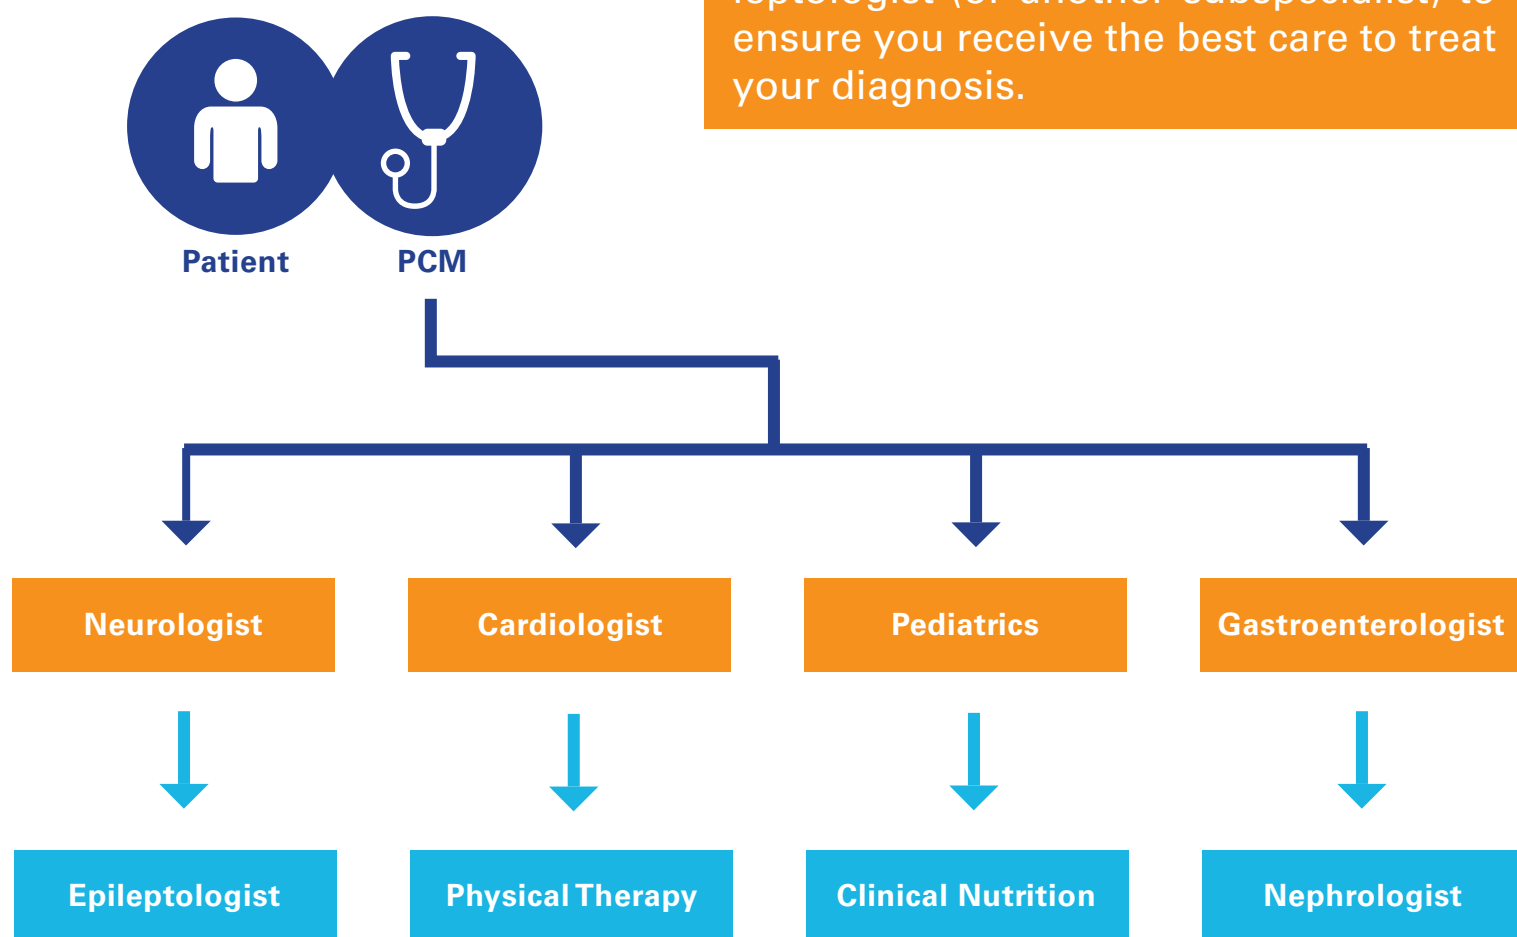 ensure you receive the best care to treat
your diagnosis.
Patient PCM
Neurologist Cardiologist Pediatrics Gastroenterologist
Epileptologist Physical Therapy Clinical Nutrition Nephrologist